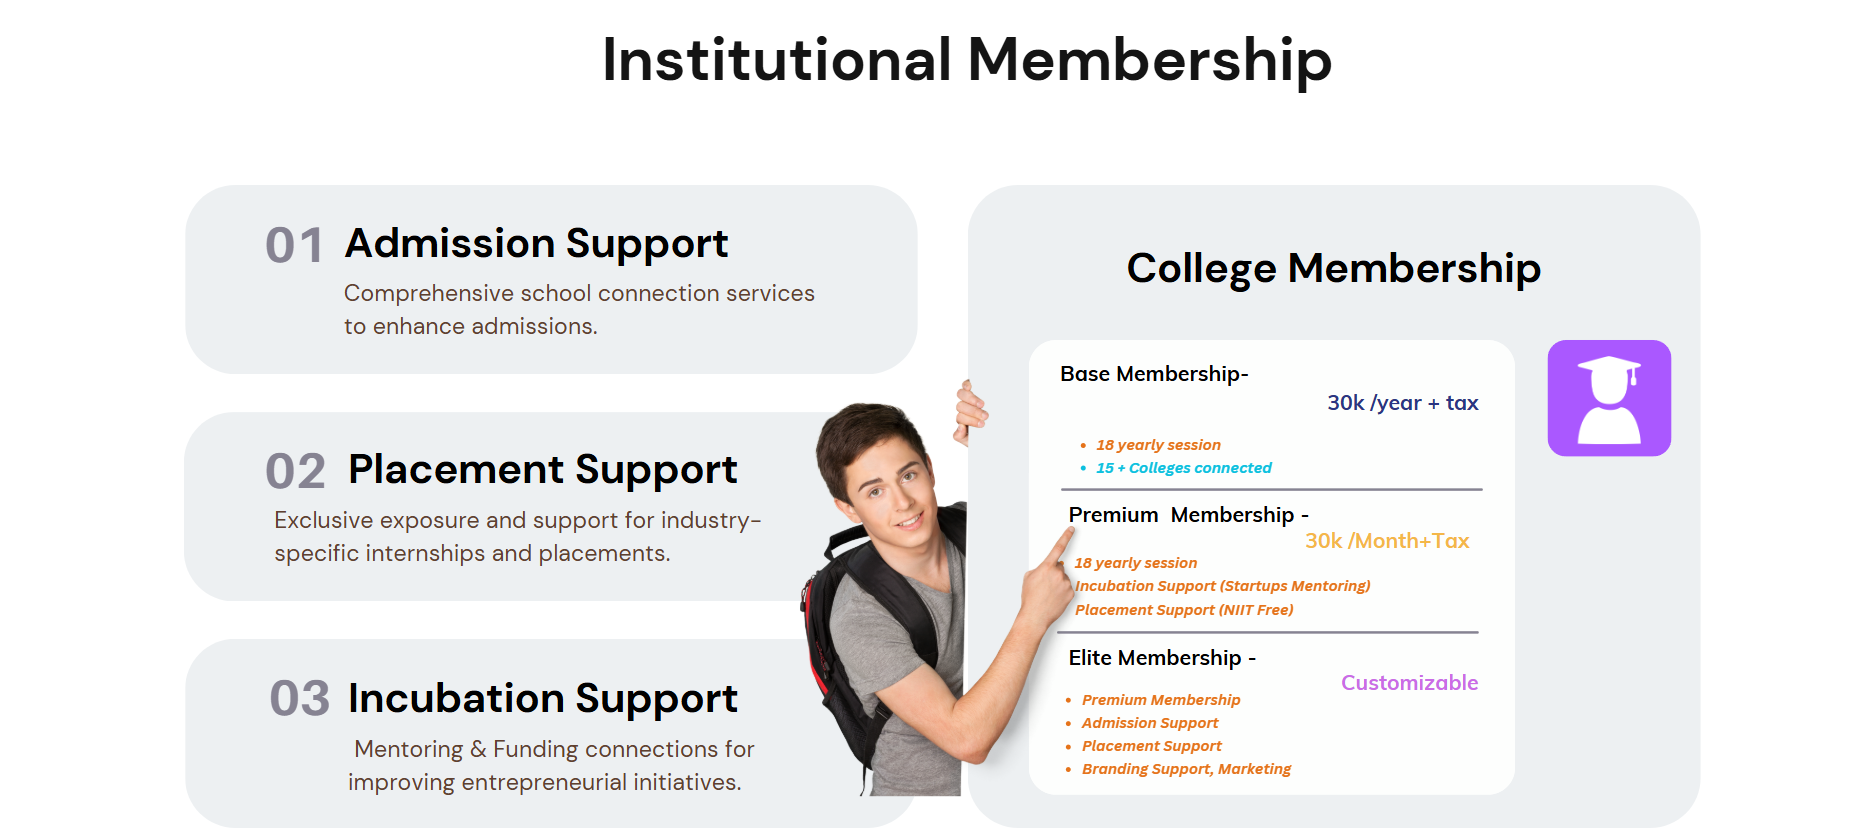 Institutional Membership
01 Admission Support
Comprehensive school connection services
to enhance admissions.
02 Placement Support
Exclusive exposure and support for industry-
specific internships and placements.
03 Incubation Support
Mentoring & Funding connections for
improving entrepreneurial initiatives.
College Membership
Base Membership-
30k /year + tax
• 18 yearly session
• 15 + Colleges connected
Premium Membership -
30k /Month+Tax
18 yearly session
Incubation Support (Startups Mentoring)
Placement Support (NIIT Free)
Elite Membership -
Customizable
• Premium Membership
• Admission Support
• Placement Support
• Branding Support, Marketing